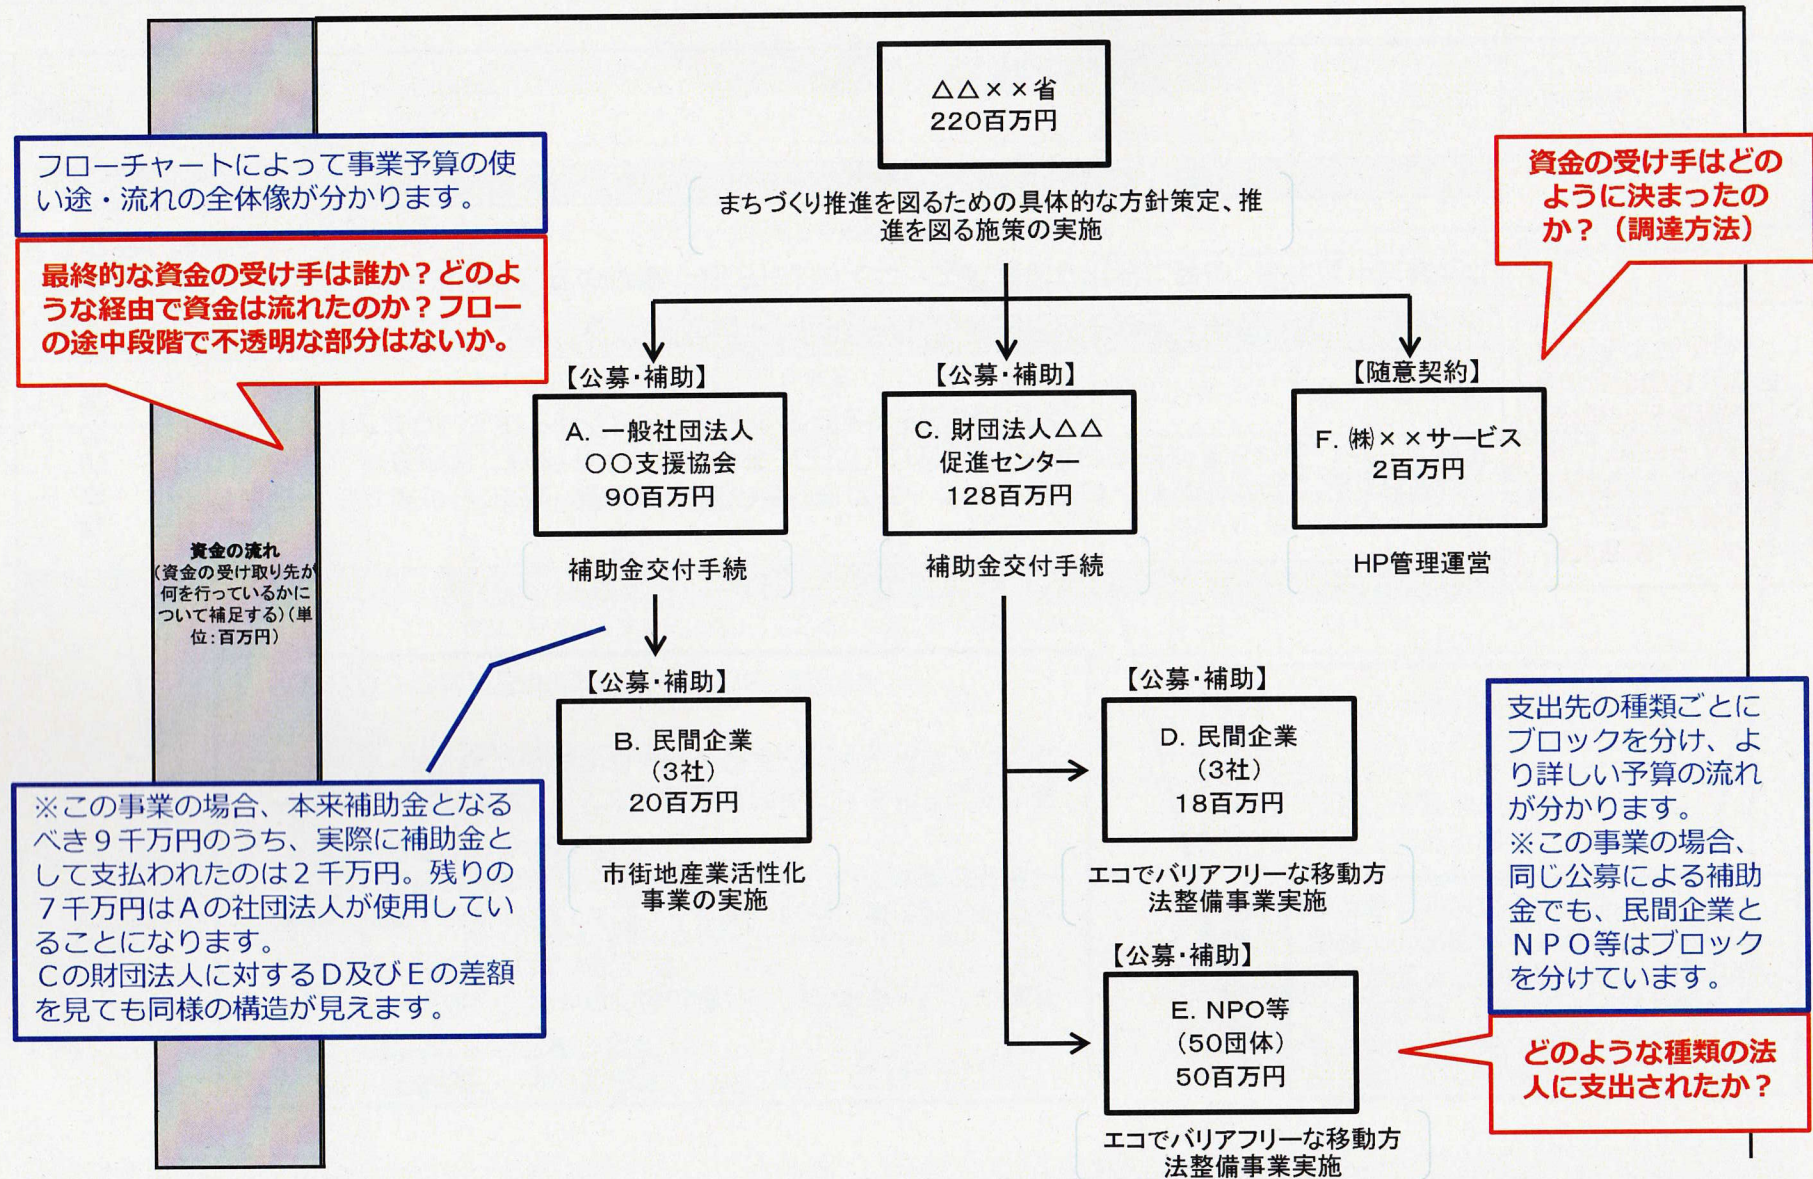 △△××省
220百万円
まちづくり推進を図るための具体的な方針策定、推
進を図る施策の実施
フローチャートによって事業予算の使
い途・流れの全体像が分かります。
最終的な資金の受け手は誰か？どのよ
うな経由で資金は流れたのか？フロー
の途中段階で不透明な部分はないか。
資金の受け手はどの
ように決まったの
か？（調達方法）
資金の流れ
(資金の受け取り先が
何を行っているかに
ついて補足する)(単
位:百万円)
【公募・補助】
A. 一般社団法人
〇〇支援協会
90百万円
補助金交付手続
【公募・補助】
B. 民間企業
(3社)
20百万円
市街地産業活性化
事業の実施
【公募・補助】
C. 財団法人△△
促進センター
128百万円
補助金交付手続
【公募・補助】
D. 民間企業
(3社)
18百万円
エコでバリアフリーな移動方
法整備事業実施
【公募・補助】
E. NPO等
(50団体)
50百万円
エコでバリアフリーな移動方
法整備事業実施
【随意契約】
F. ㈱××サービス
2百万円
HP管理運営
※この事業の場合、本来補助金となる
べき９千万円のうち、実際に補助金と
して支払われたのは２千万円。残りの
７千万円はＡの社団法人が使用してい
ることになります。
Ｃの財団法人に対するＤ及びＥの差額
を見ても同様の構造が見えます。
支出先の種類ごとに
ブロックを分け、よ
り詳しい予算の流れ
が分かります。
※この事業の場合、
同じ公募による補助
金でも、民間企業と
ＮＰＯ等はブロック
を分けています。
どのような種類の法
人に支出されたか？